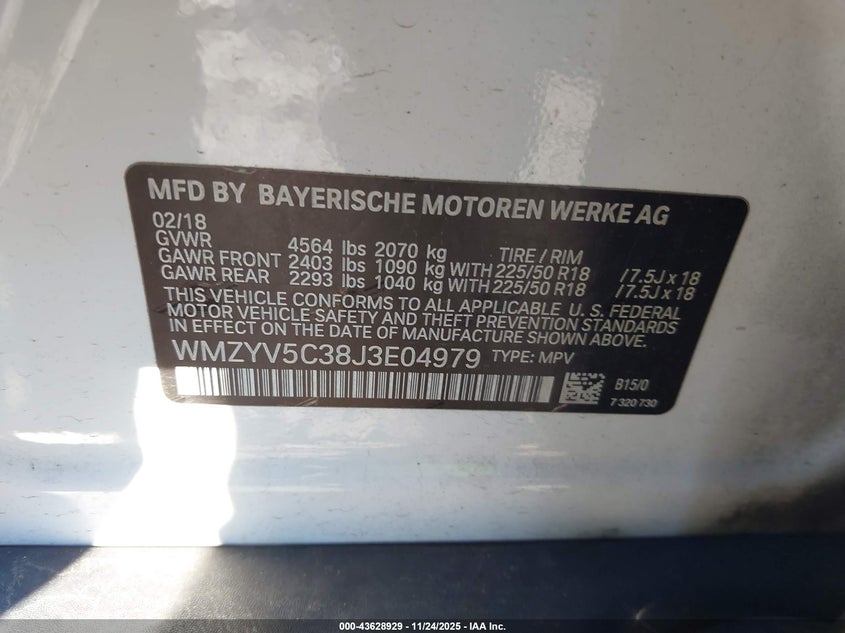 MFD BY BAYERISCHE MOTOREN WERKE AG
02/18
GVWR 4564 lbs 2070 kg TIRE / RIM
GAWR FRONT 2403 lbs 1090 kg WITH 225/50 R18 / 7.5J x 18
GAWR REAR 2293 lbs 1040 kg WITH 225/50 R18 / 7.5J x 18
THIS VEHICLE CONFORMS TO ALL APPLICABLE U. S. FEDERAL
MOTOR VEHICLE SAFETY AND THEFT PREVENTION STANDARDS
IN EFFECT ON THE DATE OF MANUFACTURE SHOWN ABOVE.
WMZYV5C38J3E04979 TYPE: MPV
B15/0
7 320 730
000-43628929 - 11/24/2025 - IAA Inc.